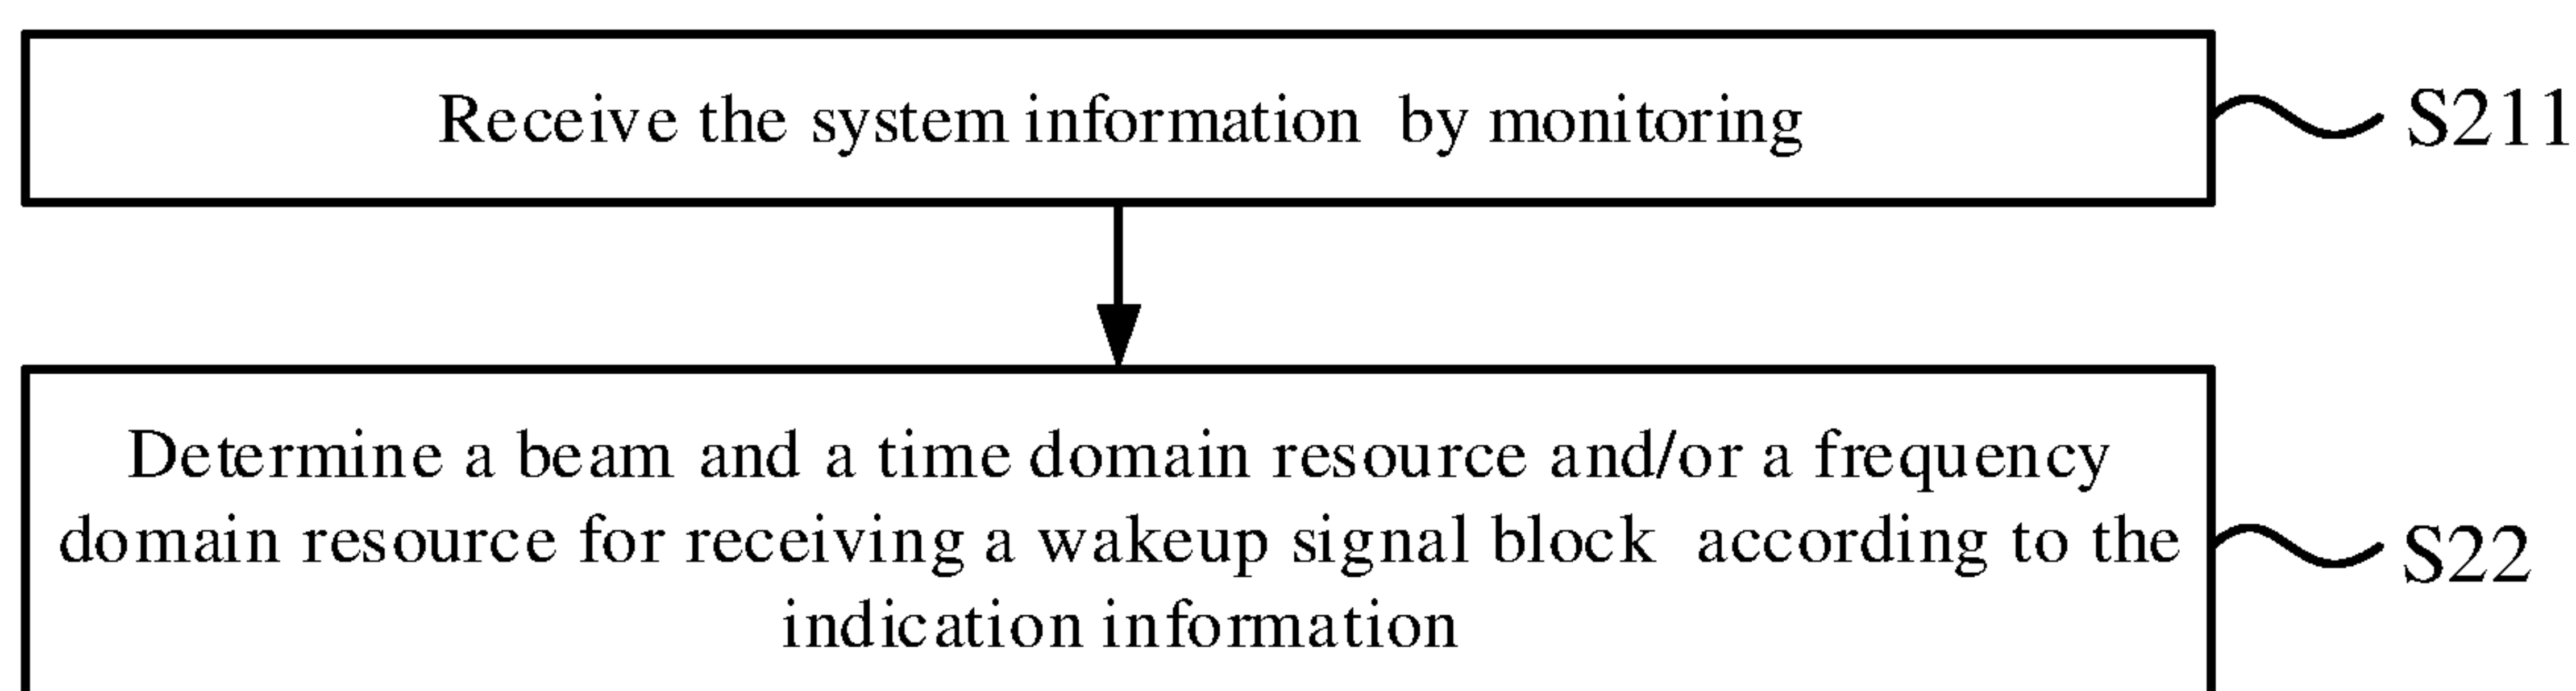 Receive the system information by monitoring
S211
Determine a beam and a time domain resource and/or a frequency
domain resource for receiving a wakeup signal block according to the
indication information
S22